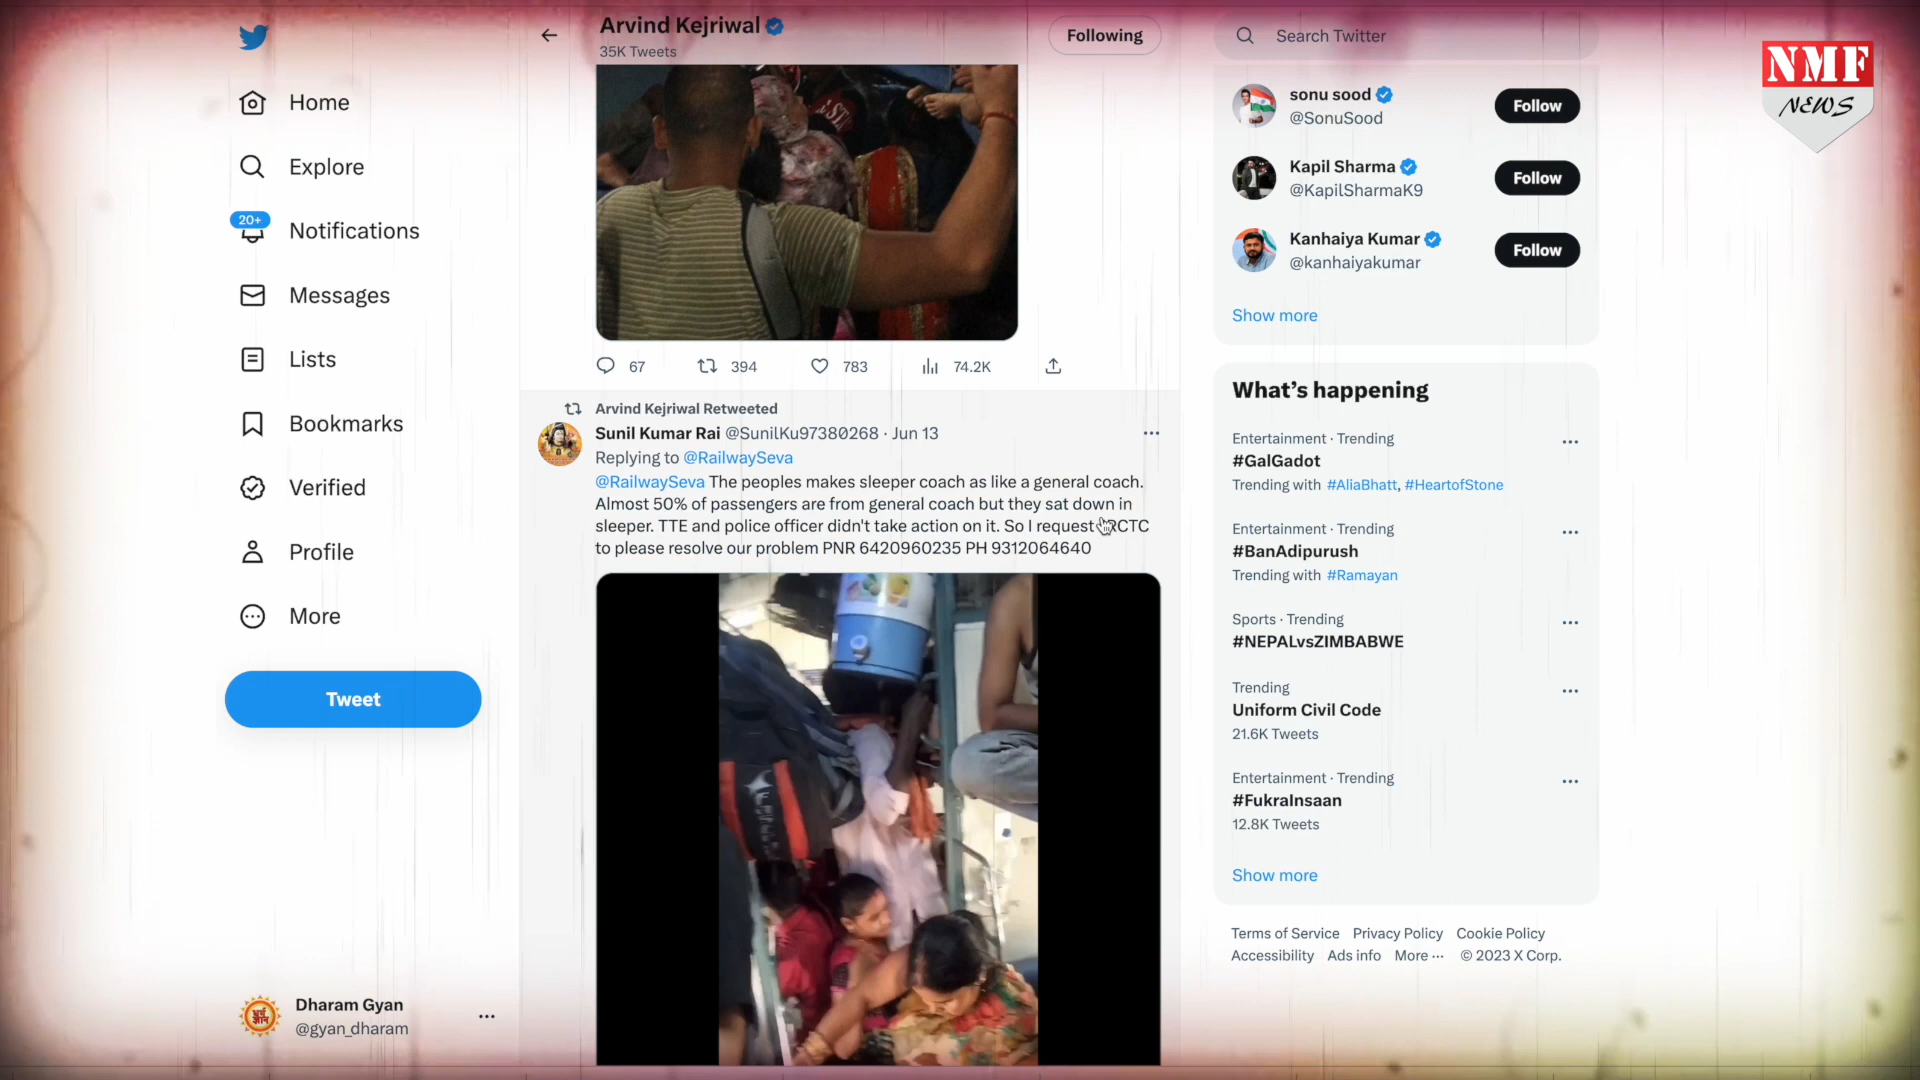 Arvind Kejriwal
35K Tweets
Following
Search Twitter
NMF
NEWS
Home
Explore
20+
Notifications
Messages
Lists
Bookmarks
Verified
Profile
More
Tweet
Dharam Gyan
@gyan_dharam
67 394 783 74.2K
Arvind Kejriwal Retweeted
Sunil Kumar Rai @SunilKu97380268 · Jun 13
Replying to @RailwaySeva
@RailwaySeva The peoples makes sleeper coach as like a general coach.
Almost 50% of passengers are from general coach but they sat down in
sleeper. TTE and police officer didn't take action on it. So I request
to please resolve our problem PNR 6420960235 PH 9312064640
sonu sood
@SonuSood
Follow
Kapil Sharma
@KapilSharmaK9
Follow
Kanhaiya Kumar
@kanhaiyakumar
Follow
Show more
What's happening
Entertainment · Trending
#GalGadot
Trending with #AliaBhatt, #HeartofStone
Entertainment · Trending
#BanAdipurush
Trending with #Ramayan
Sports · Trending
#NEPALvsZIMBABWE
Trending
Uniform Civil Code
21.6K Tweets
Entertainment · Trending
#FukraInsaan
12.8K Tweets
Show more
Terms of Service Privacy Policy Cookie Policy
Accessibility Ads info More ··· © 2023 X Corp.